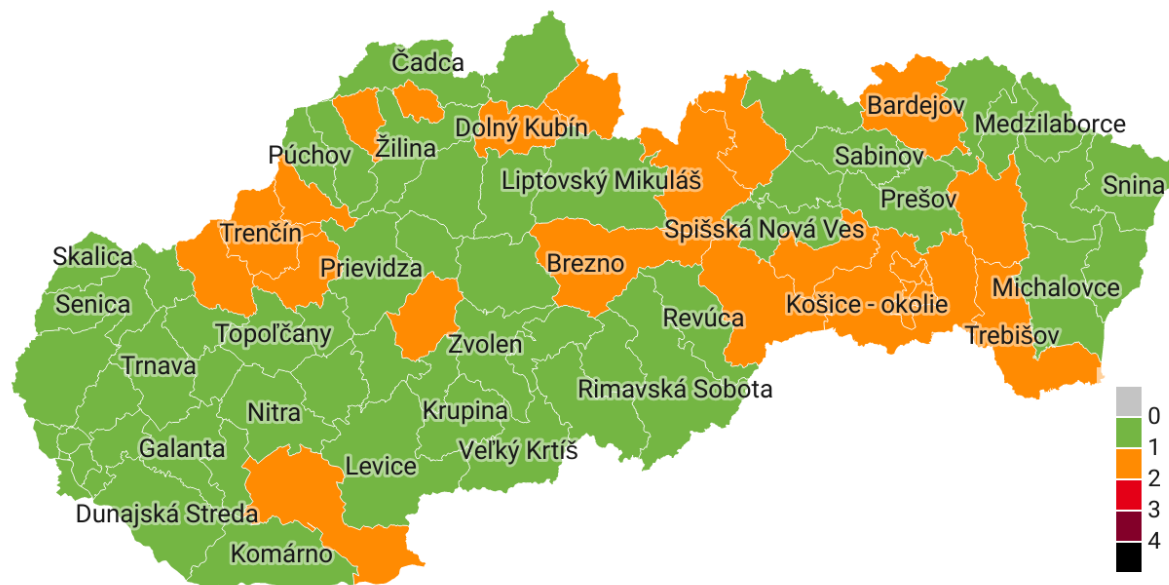 Čadca
Bardejov
Dolný Kubín
Medzilaborce
Púchov
Žilina
Sabinov
Liptovský Mikuláš
Snina
Prešov
Trenčín
Spišská Nová Ves
Skalica
Prievidza
Brezno
Senica
Michalovce
Košice - okolie
Revúca
Topoľčany
Zvolen
Trebišov
Trnava
Rimavská Sobota
Nitra
Krupina
0
Galanta
Veľký Krtíš
1
Levice
2
Dunajská Streda
3
Komárno
4